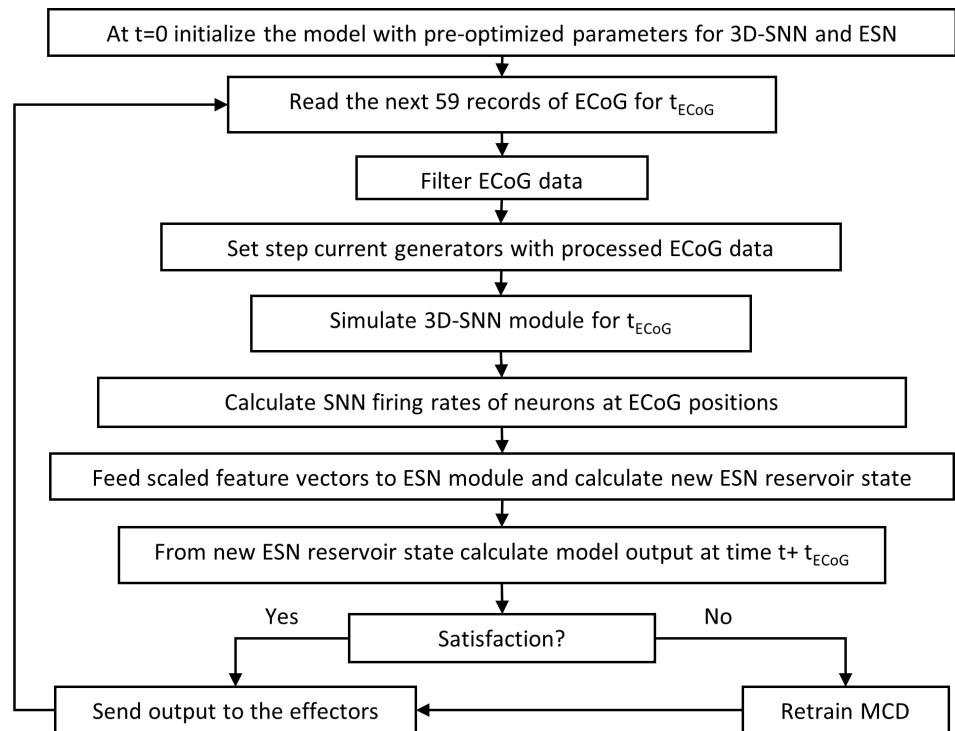 At t=0 initialize the model with pre-optimized parameters for 3D-SNN and ESN
Read the next 59 records of ECoG for tECoG
Filter ECoG data
Set step current generators with processed ECoG data
Simulate 3D-SNN module for tECoG
Calculate SNN firing rates of neurons at ECoG positions
Feed scaled feature vectors to ESN module and calculate new ESN reservoir state
From new ESN reservoir state calculate model output at time t+ tECoG
Yes
Satisfaction?
No
Send output to the effectors
Retrain MCD